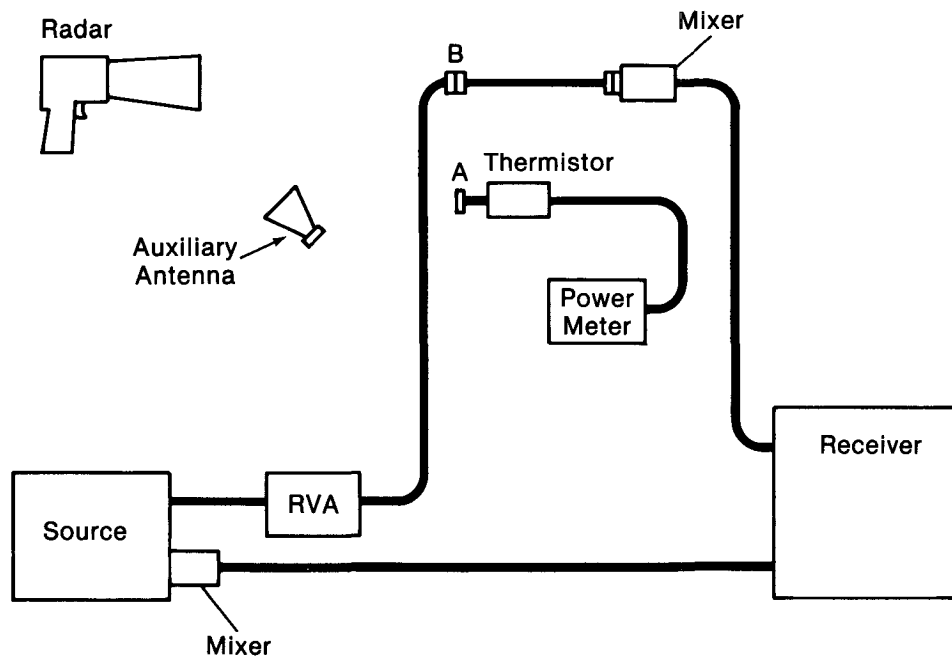 Radar
Mixer
B
A
Thermistor
Auxiliary
Antenna
Power
Meter
Receiver
RVA
Source
Mixer